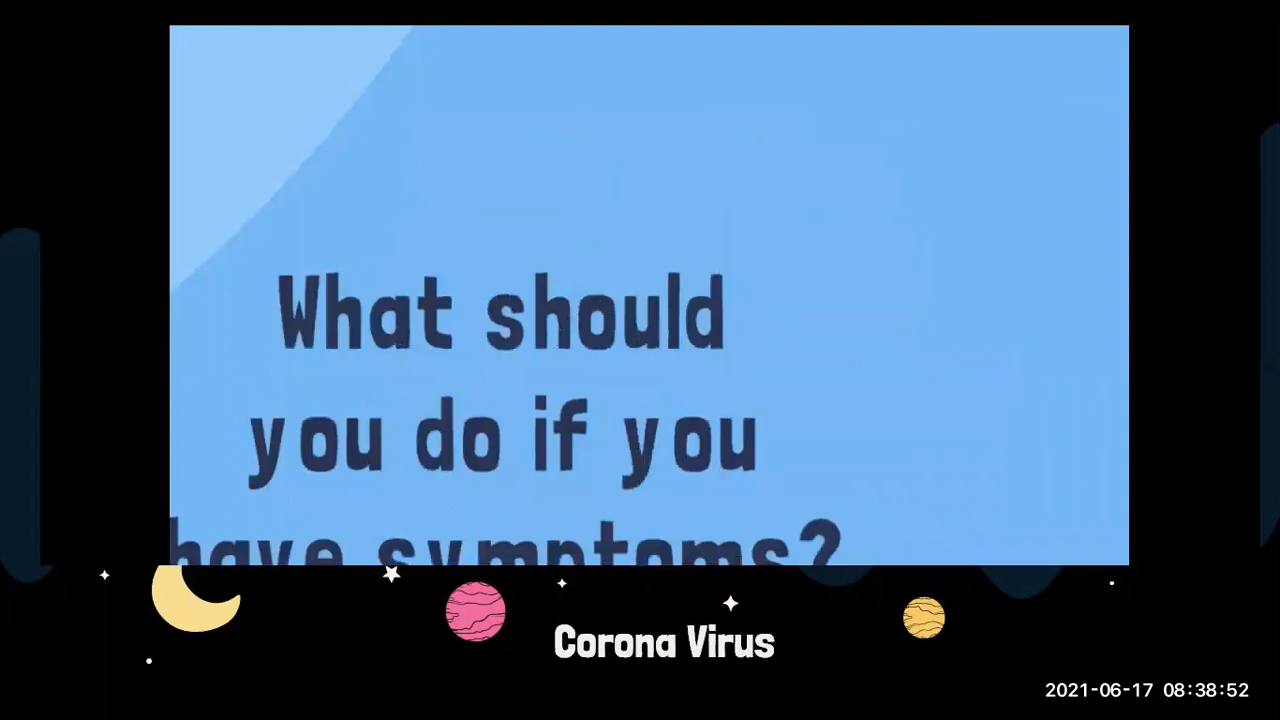 What should
you do if you
have symptoms?
Corona Virus
2021-06-17 08:38:52